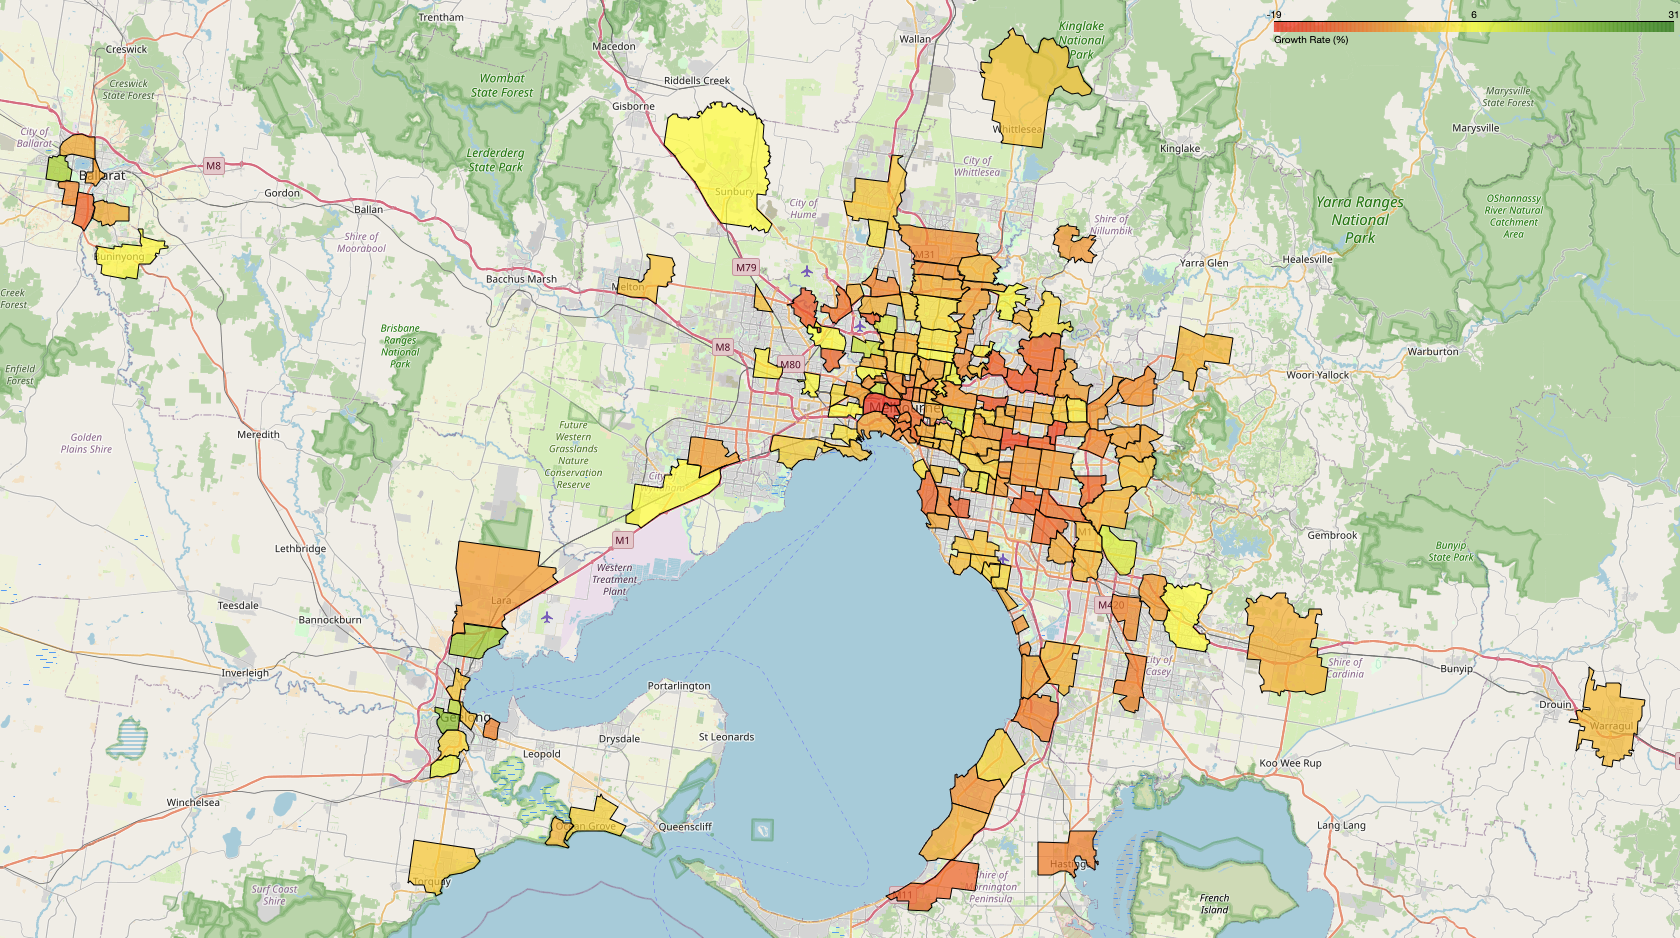 -19 6 31
Growth Rate (%)
Trentham
Creswick
Creswick
State Forest
Macedon
Wallan
Kinglake
National
Park
Riddells Creek
Wombat
State Forest
Gisborne
Marysville
State Forest
Marysville
City of
Ballarat
Lerderderg
State Park
Whittlesea
City of
Whittlesea
Kinglake
M8
Ballarat
Gordon
Ballan
Sunbury
City of
Hume
Shire of
Nillumbik
Yarra Ranges
National
Park
OShannassy
River Natural
Catchment
Area
Shire of
Moorabool
Buninyong
M31
Yarra Glen
Healesville
M79
Bacchus Marsh
Melton
Creek
Forest
Brisbane
Ranges
National
Park
M8
M80
Enfield
State
Forest
Warburton
Woori Yallock
Melbourne
Golden
Plains Shire
Meredith
Future
Western
Grasslands
Nature
Conservation
Reserve
City
M1
Lethbridge
Gembrook
Bunyip
State Park
Western
Treatment
Plant
Lara
Teesdale
Bannockburn
M420
Inverleigh
City of
Casey
Shire of
Cardinia
Bunyip
Portarlington
Drouin
Geelong
Warragul
Drysdale
St Leonards
Leopold
Koo Wee Rup
Winchelsea
Ocean Grove
Queenscliff
Lang Lang
Hastings
Torquay
Surf Coast
Shire
M11
Shire of
Mornington
Peninsula
French
Island